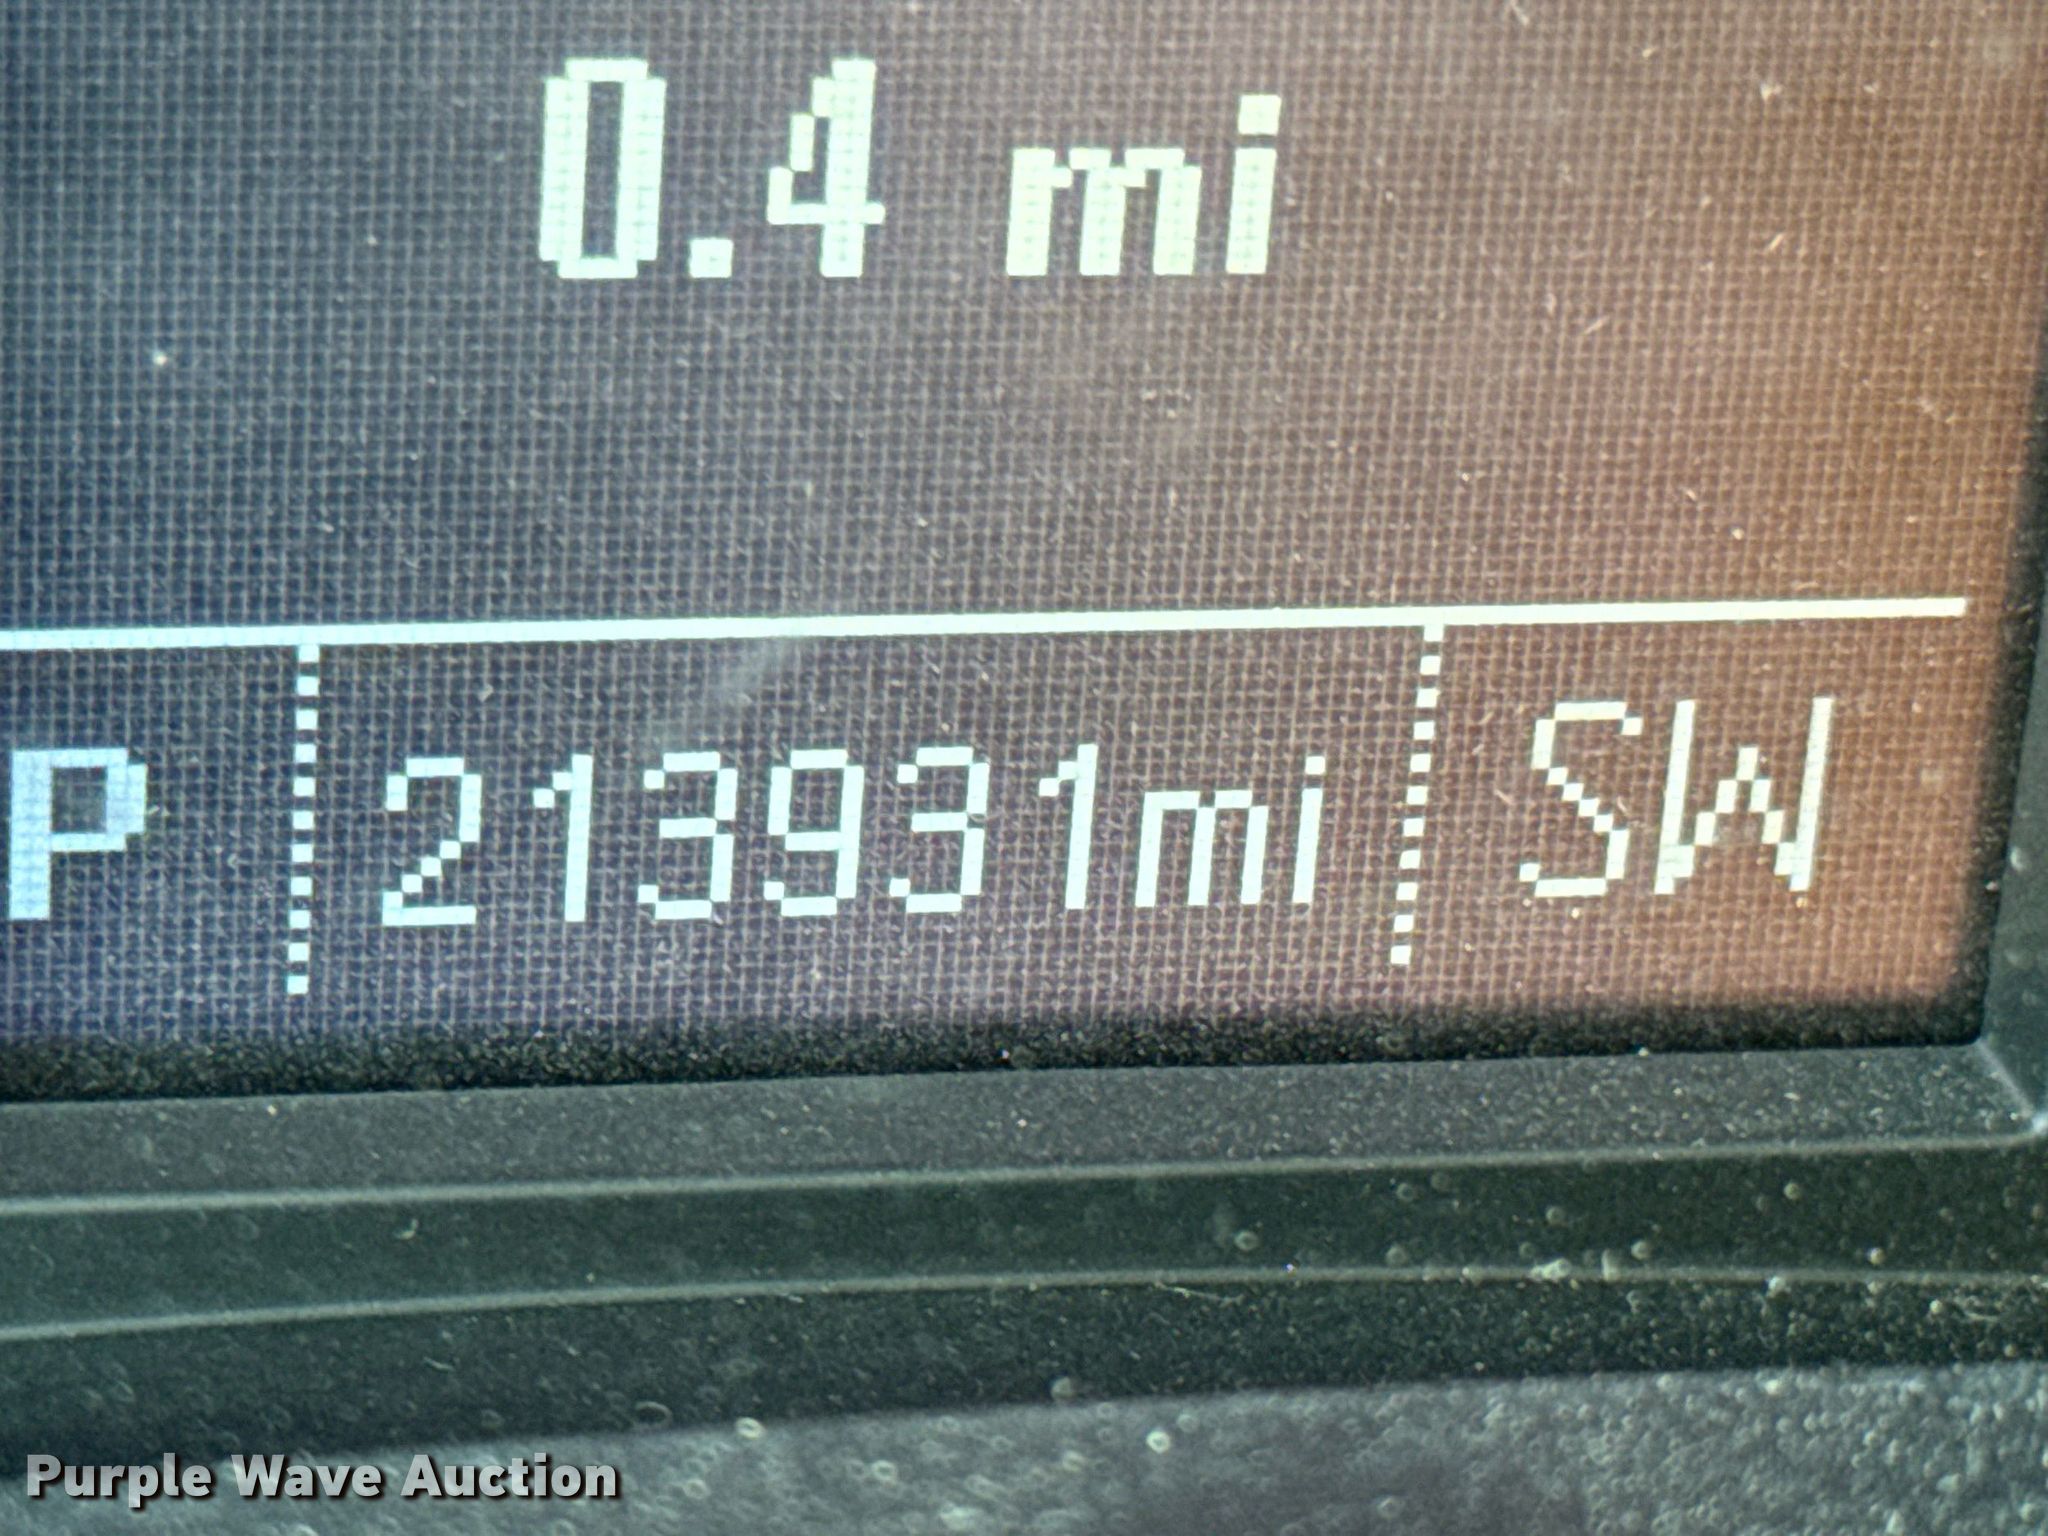 0.4 mi
P 213931mi SW
Purple Wave Auction